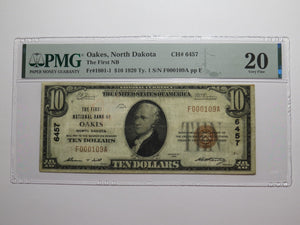 PMG
PAPER MONEY GUARANTY
Oakes, North Dakota
The First NB
CH# 6457
Fr#1801-1 $10 1929 Ty. 1 S/N F000109A pp E
20
Very Fine
10
THE UNITED STATES OF AMERICA
10
THE FIRST
NATIONAL BANK OF
OAKES
NORTH DAKOTA
TEN DOLLARS
F000109A
6457
6457
F000109A
TEN DOLLARS